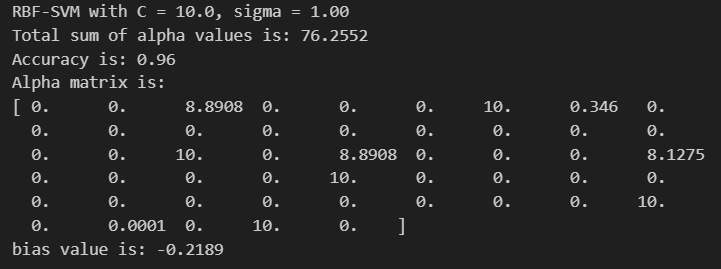 RBF-SVM with C = 10.0, sigma = 1.00
Total sum of alpha values is: 76.2552
Accuracy is: 0.96
Alpha matrix is:
[ 0. 0. 8.8908 0. 0. 0. 10. 0.346 0.
0. 0. 0. 0. 0. 0. 0. 0. 0.
0. 0. 10. 0. 8.8908 0. 0. 0. 8.1275
0. 0. 0. 0. 10. 0. 0. 0. 0.
0. 0. 0. 0. 0. 0. 0. 0. 10.
0. 0.0001 0. 10. 0. ]
bias value is: -0.2189